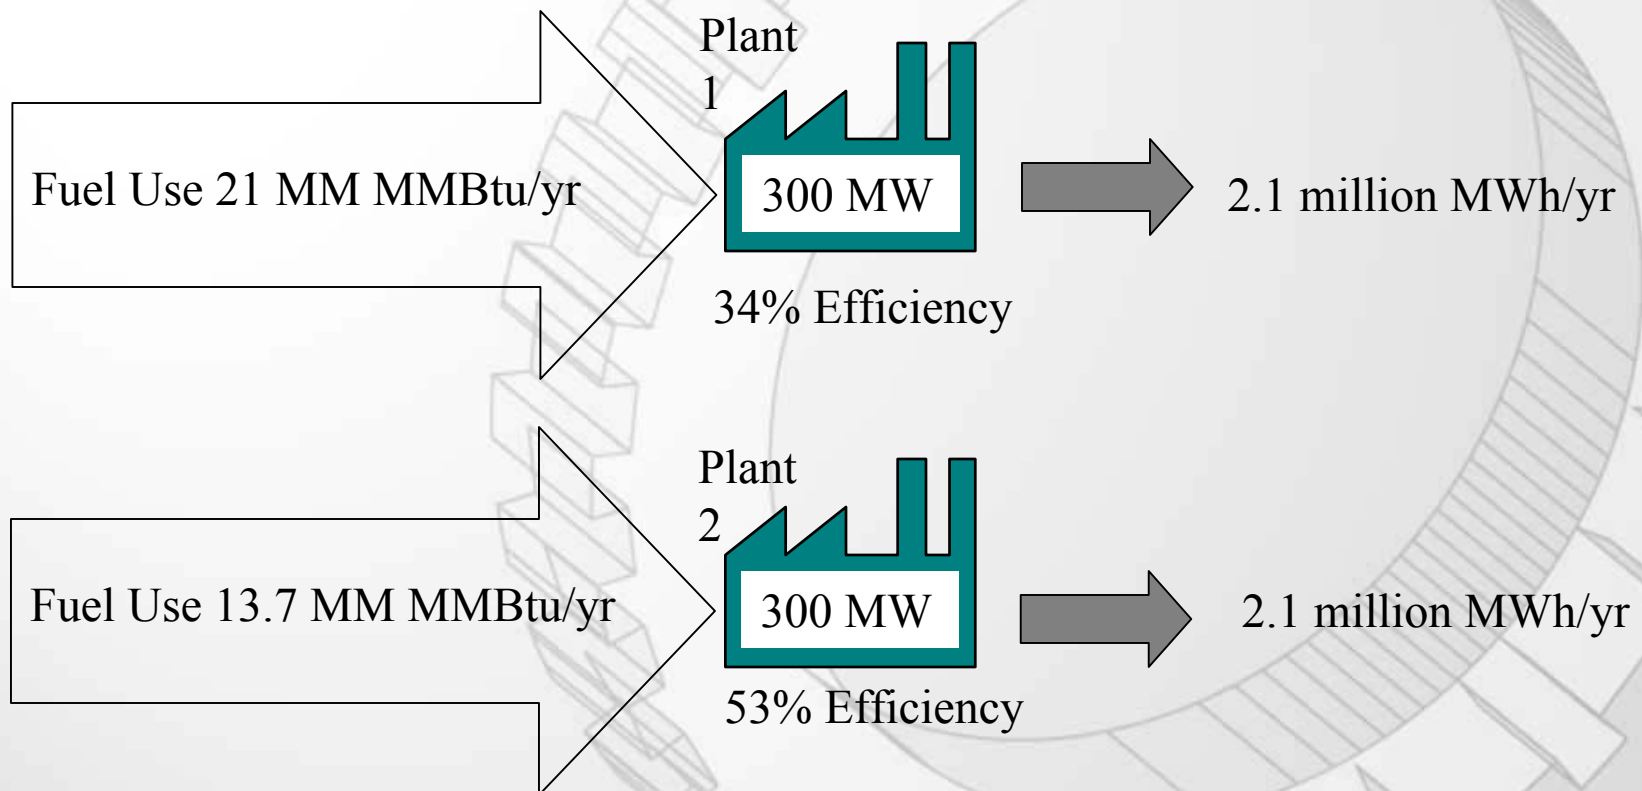 Plant
1
Fuel Use 21 MM MMBtu/yr
300 MW
2.1 million MWh/yr
34% Efficiency
Plant
2
Fuel Use 13.7 MM MMBtu/yr
300 MW
2.1 million MWh/yr
53% Efficiency